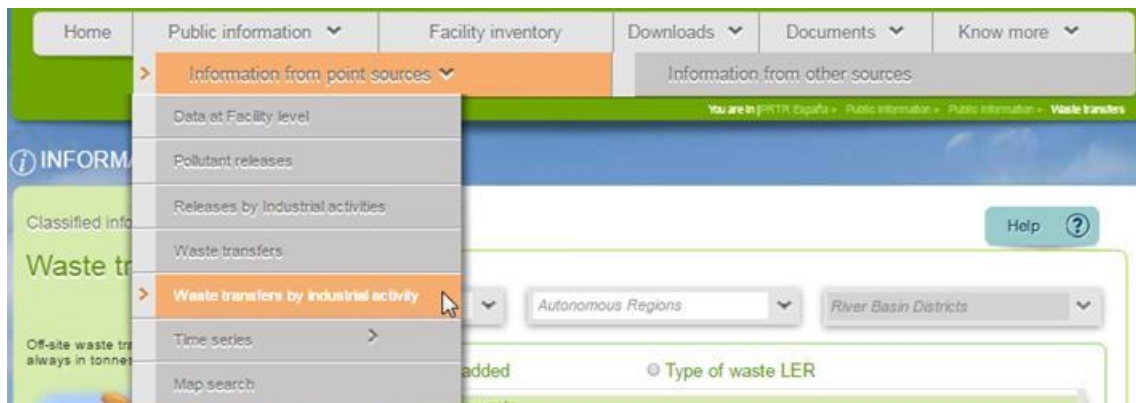 Home Public information Facility inventory Downloads Documents Know more
Information from point sources Information from other sources
You are in | PRTR España » Public information » Public information » Waste transfers
Data at Facility level
INFORMA
Pollutant releases
Releases by Industrial activities
Classified info
Help ?
Waste transfers
Waste tr
Waste transfers by industrial activity
Autonomous Regions River Basin Districts
Time series
Off-site waste tra
always in tonnes
added Type of waste LER
Map search